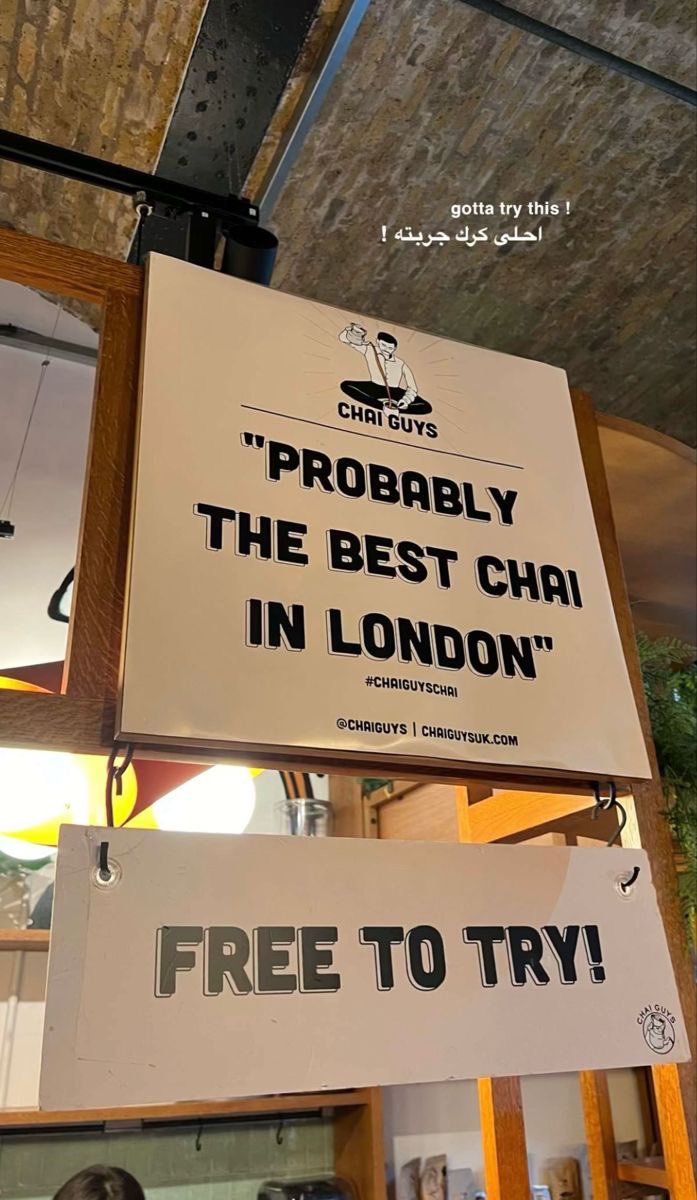 gotta try this !
احلى كرك جربته !
CHAI GUYS
"PROBABLY
THE BEST CHAI
IN LONDON"
#CHAIGUYSCHAI
@CHAIGUYS | CHAIGUYSUK.COM
FREE TO TRY!
CHAI GUYS